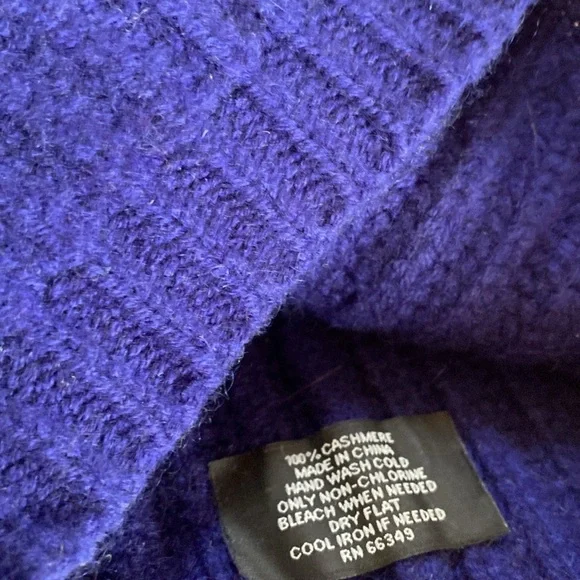 100% CASHMERE
MADE IN CHINA
HAND WASH COLD
ONLY NON-CHLORINE
BLEACH WHEN NEEDED
DRY FLAT
COOL IRON IF NEEDED
RN 66349